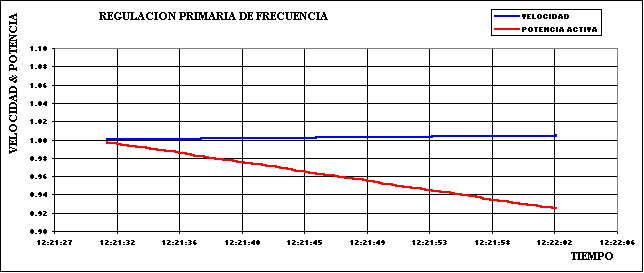 REGULACION PRIMARIA DE FRECUENCIA
VELOCIDAD
POTENCIA ACTIVA
VELOCIDAD & POTENCIA
1.10
1.08
1.06
1.04
1.02
1.00
0.98
0.96
0.94
0.92
0.90
12:21:27 12:21:32 12:21:36 12:21:40 12:21:45 12:21:49 12:21:53 12:21:58 12:22:02 12:22:06
TIEMPO